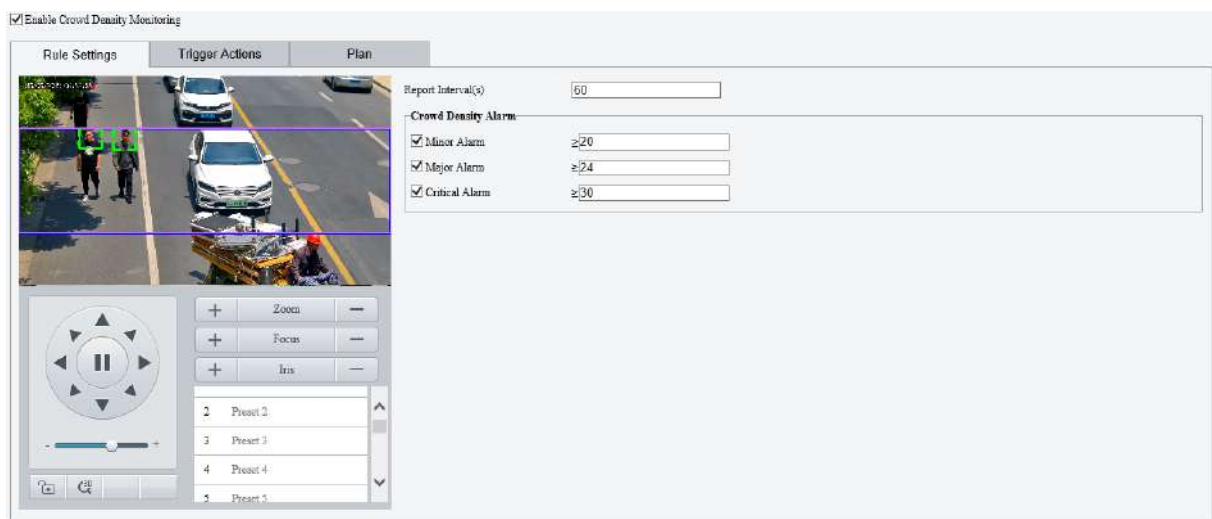 Enable Crowd Density Monitoring
Rule Settings
Trigger Actions
Plan
Report Interval(s)
60
Crowd Density Alarm
Minor Alarm
≥20
Major Alarm
≥24
Critical Alarm
≥30
+ Zoom —
+ Focus —
+ Iris —
2 Preset 2
3 Preset 3
4 Preset 4
5 Preset 5
- +
3D